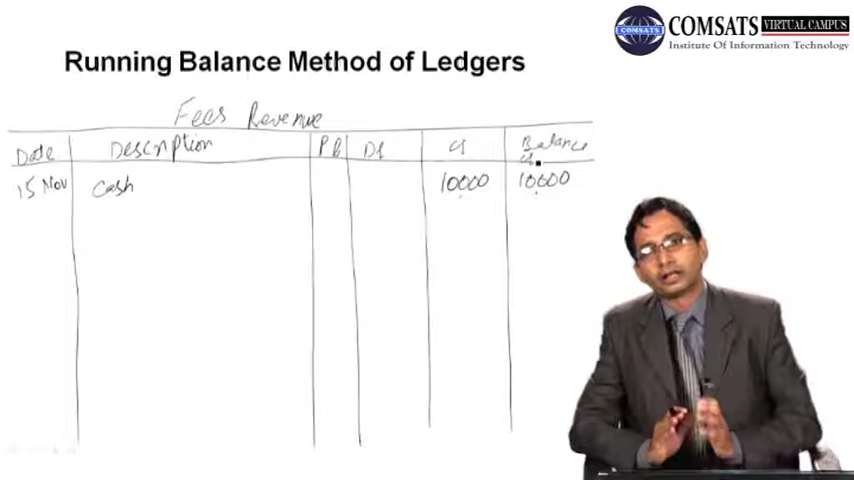 COMSATS VIRTUAL CAMPUS
COMSATS
Institute Of Information Technology
Running Balance Method of Ledgers
Fees Revenue
Date Description PR Dr Cr Balance
Cr
15 Nov Cash 10000 10000